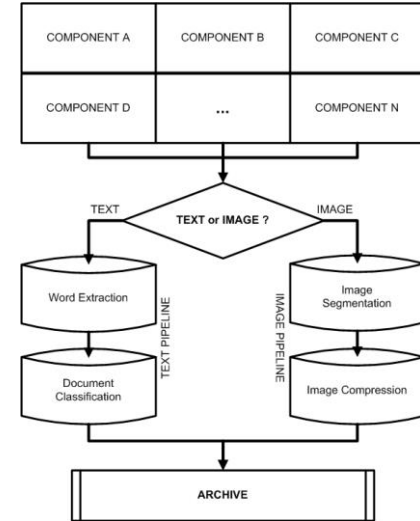 COMPONENT A
COMPONENT B
COMPONENT C
COMPONENT D
...
COMPONENT N
TEXT
IMAGE
TEXT or IMAGE ?
Word Extraction
Image
Segmentation
TEXT PIPELINE
IMAGE PIPELINE
Document
Classification
Image Compression
ARCHIVE